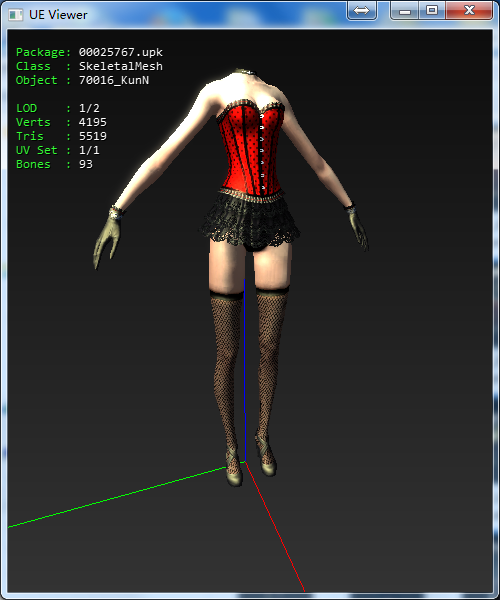 UE Viewer
Package: 00025767.upk
Class : SkeletalMesh
Object : 70016_KunN
LOD : 1/2
Verts : 4195
Tris : 5519
UV Set : 1/1
Bones : 93